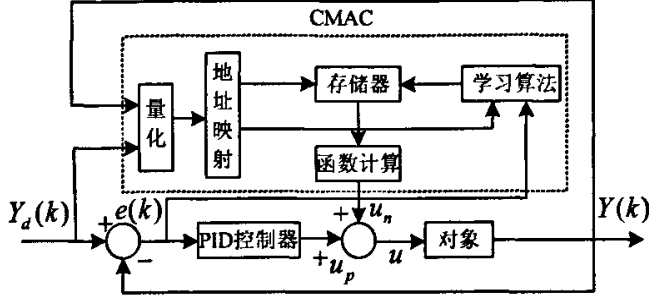 CMAC
量化
地址映射
存储器
学习算法
函数计算
Y_d(k)
+
e(k)
−
PID控制器
+
u_n
+
u_p
u
对象
Y(k)